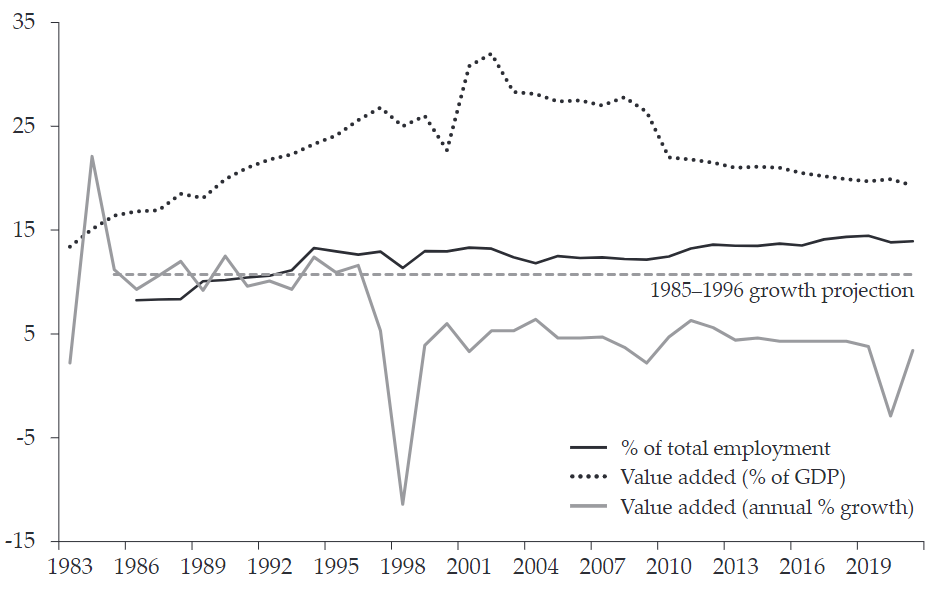 35
25
15
5
-5
-15
1985–1996 growth projection
% of total employment
Value added (% of GDP)
Value added (annual % growth)
1983 1986 1989 1992 1995 1998 2001 2004 2007 2010 2013 2016 2019